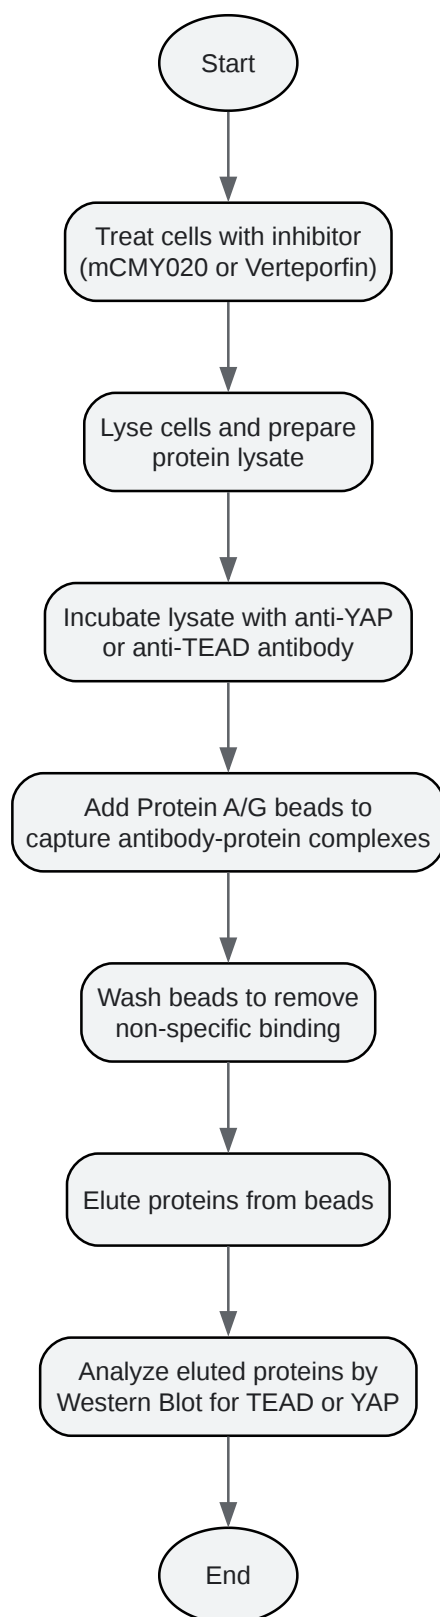 Start
Treat cells with inhibitor
(mCMY020 or Verteporfin)
Lyse cells and prepare
protein lysate
Incubate lysate with anti-YAP
or anti-TEAD antibody
Add Protein A/G beads to
capture antibody-protein complexes
Wash beads to remove
non-specific binding
Elute proteins from beads
Analyze eluted proteins by
Western Blot for TEAD or YAP
End